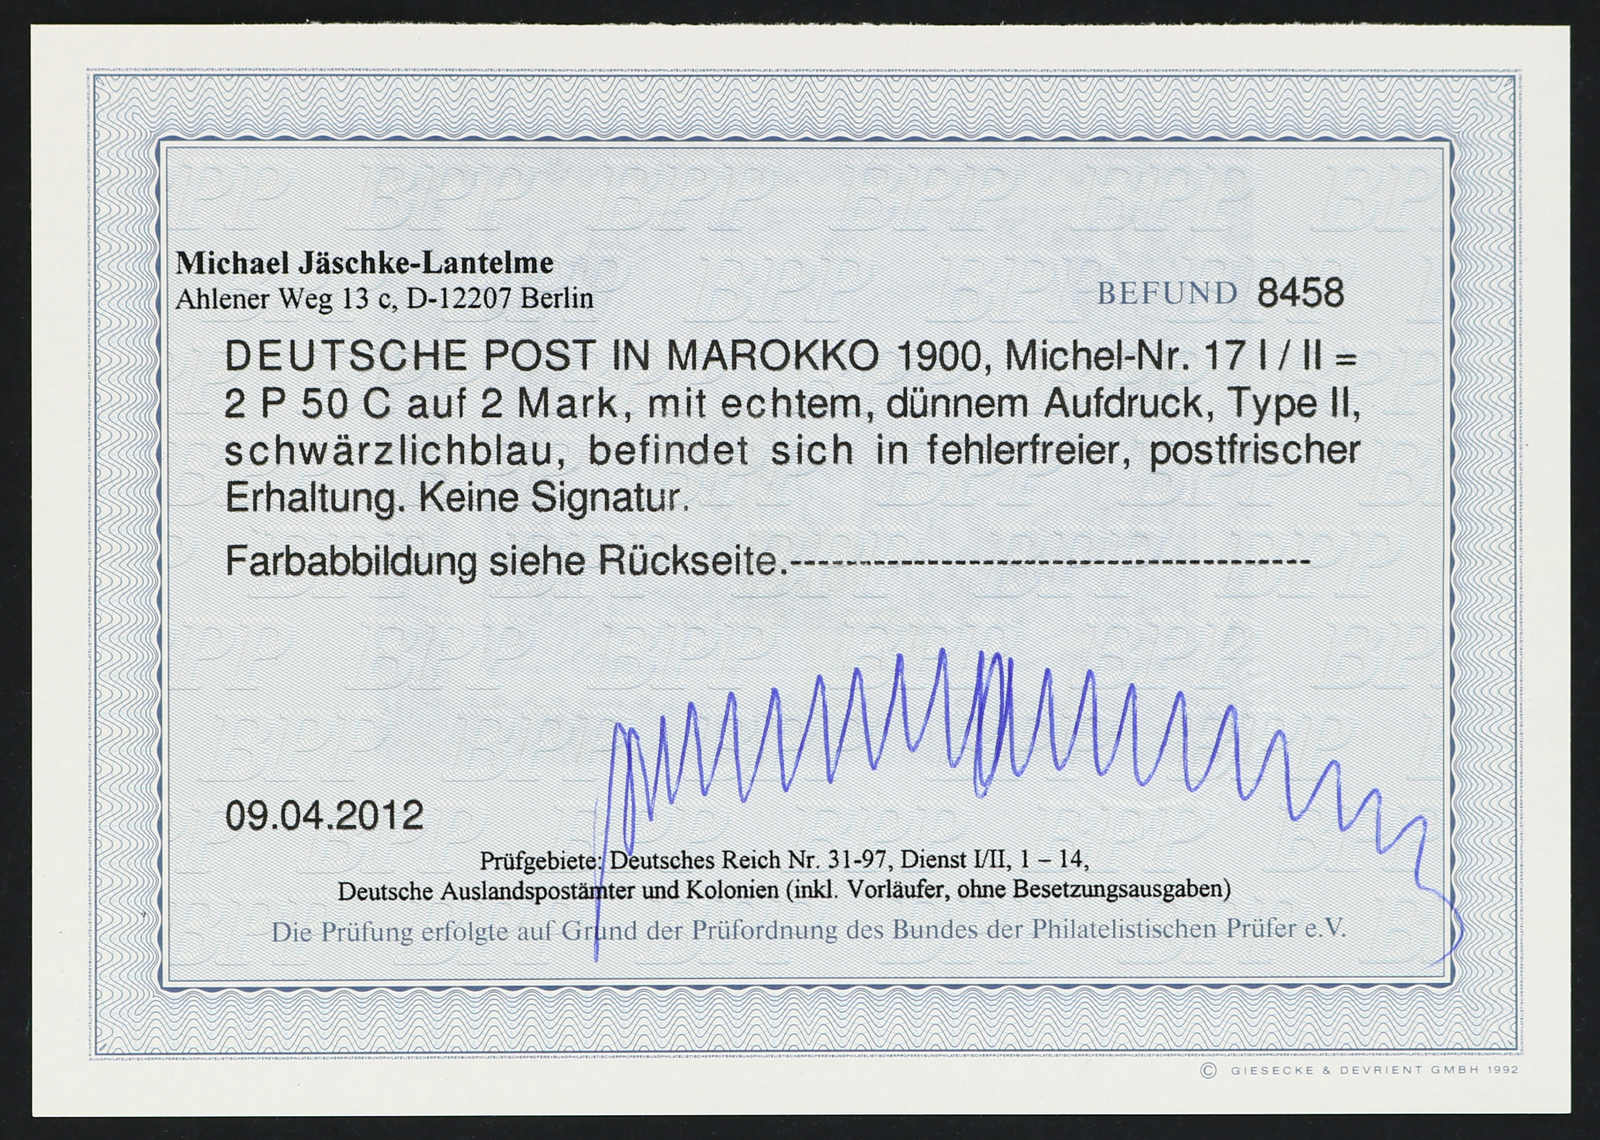 Michael Jäschke-Lantelme
Ahlener Weg 13 c, D-12207 Berlin
BEFUND 8458
DEUTSCHE POST IN MAROKKO 1900, Michel-Nr. 17 I / II =
2 P 50 C auf 2 Mark, mit echtem, dünnem Aufdruck, Type II,
schwärzlichblau, befindet sich in fehlerfreier, postfrischer
Erhaltung. Keine Signatur.
Farbabbildung siehe Rückseite.--------------------------------------
09.04.2012
Prüfgebiete: Deutsches Reich Nr. 31-97, Dienst I/II, 1 – 14,
Deutsche Auslandspostämter und Kolonien (inkl. Vorläufer, ohne Besetzungsausgaben)
Die Prüfung erfolgte auf Grund der Prüfordnung des Bundes der Philatelistischen Prüfer e.V.
© GIESECKE & DEVRIENT GMBH 1992